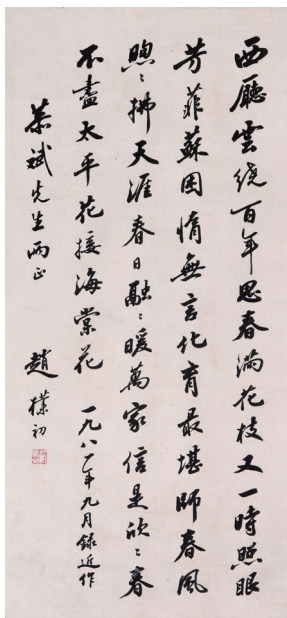 西廳雲繞百年思春滿花枝又一時照眼
芳菲蘇困惰無言化育最堪師春風
煦〻拂天涯春日融〻暖萬家信是欣〻春
不盡太平花接海棠花 一九八一年九月錄近作
斌先生兩正 趙樸初